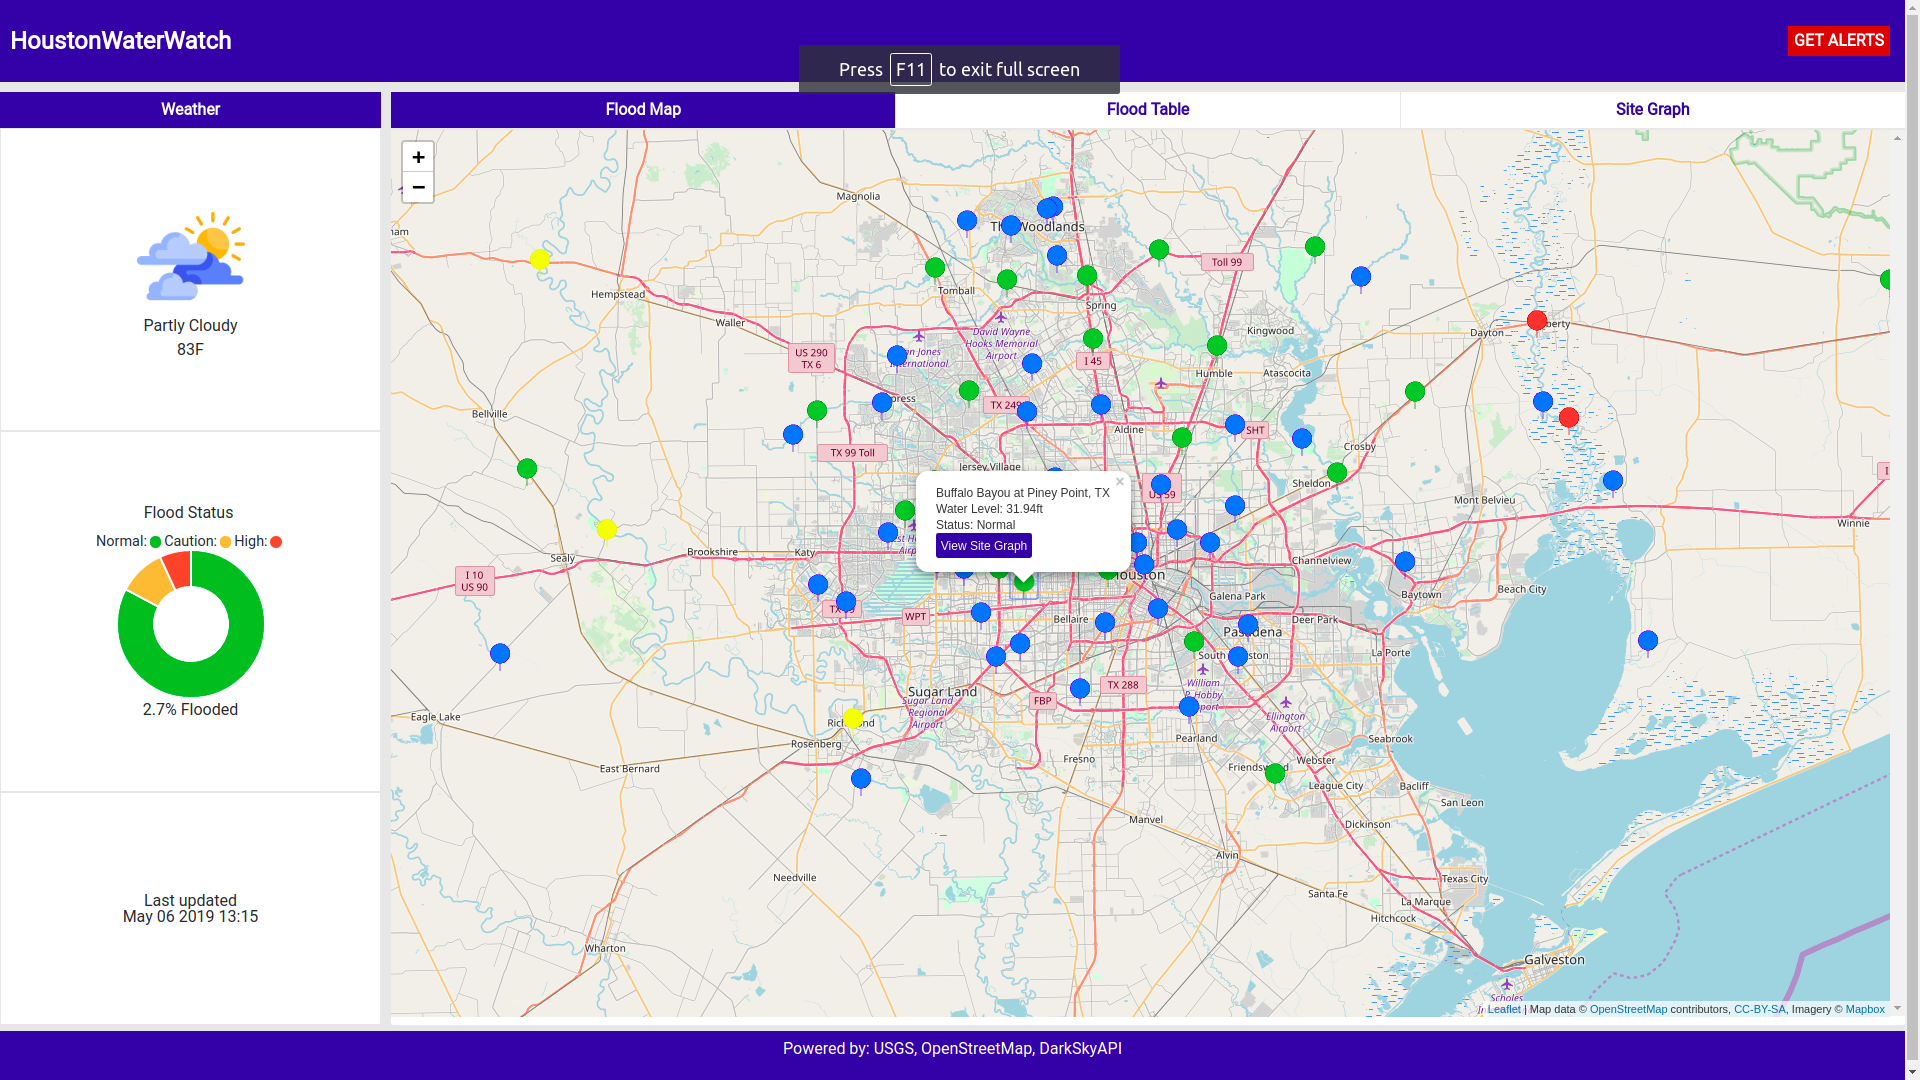 HoustonWaterWatch
GET ALERTS
Press F11 to exit full screen
Weather
Flood Map
Flood Table
Site Graph
Partly Cloudy
83F
Flood Status
Normal: Caution: High:
2.7% Flooded
Last updated
May 06 2019 13:15
+
−
Magnolia
Woodlands
Toll 99
Tomball
Hempstead
Spring
Waller
David Wayne
Hooks Memorial
Airport
Kingwood
Dayton
US 290
TX 6
I 45
Humble
Atascocita
TX 249
Bellville
Aldine
SHT
Crosby
TX 99 Toll
Jersey Village
Sheldon
Mont Belvieu
US 59
Winnie
×
Buffalo Bayou at Piney Point, TX
Water Level: 31.94ft
Status: Normal
View Site Graph
Sealy
Brookshire
Katy
Channelview
I 10
US 90
Houston
Galena Park
Baytown
Beach City
WPT
Bellaire
Deer Park
Pasadena
La Porte
Sugar Land
TX 288
FBP
Sugar Land
Regional
Airport
William
P Hobby
Ellington
Airport
Eagle Lake
Rosenberg
Pearland
Seabrook
East Bernard
Fresno
Webster
League City
Bacliff
San Leon
Manvel
Dickinson
Alvin
Needville
Texas City
Santa Fe
La Marque
Hitchcock
Wharton
Galveston
Scholes
Leaflet | Map data © OpenStreetMap contributors, CC-BY-SA, Imagery © Mapbox
Powered by: USGS, OpenStreetMap, DarkSkyAPI